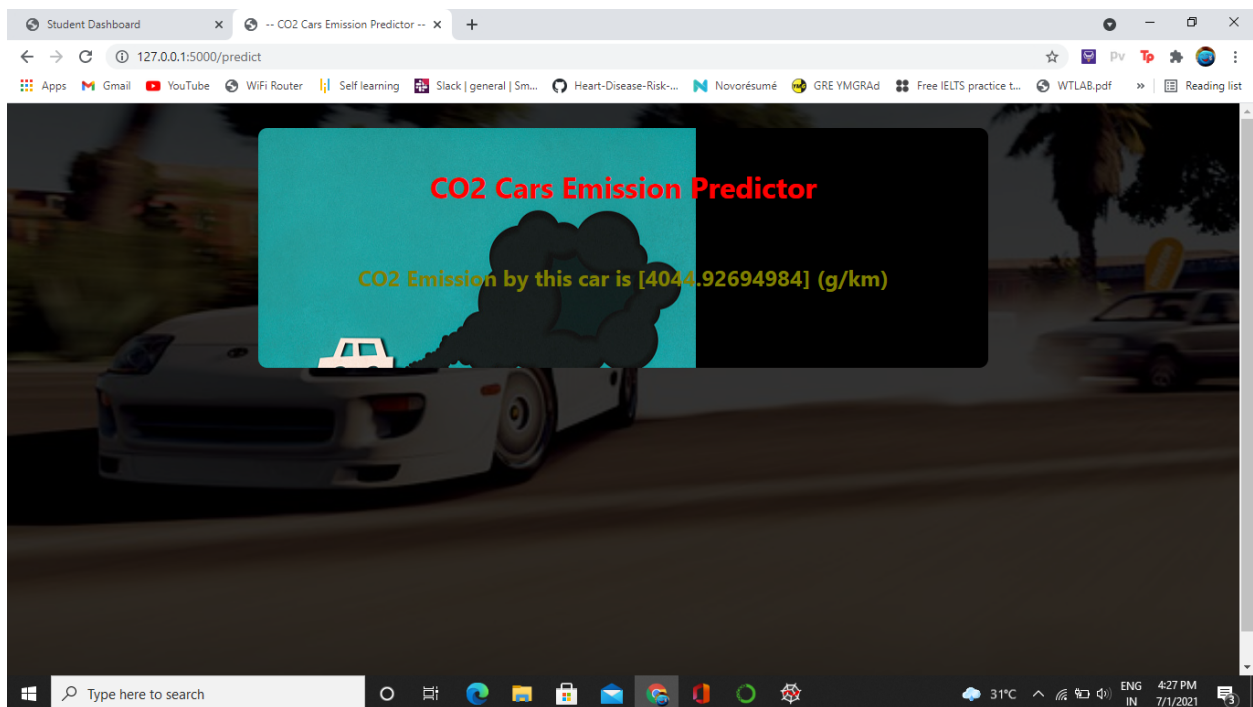 Student Dashboard
-- CO2 Cars Emission Predictor --
127.0.0.1:5000/predict
Pv
Tp
Apps
Gmail
YouTube
WiFi Router
Self learning
Slack | general | Sm...
Heart-Disease-Risk-...
Novorésumé
GRE YMGRAd
Free IELTS practice t...
WTLAB.pdf
»
Reading list
CO2 Cars Emission Predictor
CO2 Emission by this car is [4044.92694984] (g/km)
Type here to search
31°C
ENG
IN
4:27 PM
7/1/2021
3